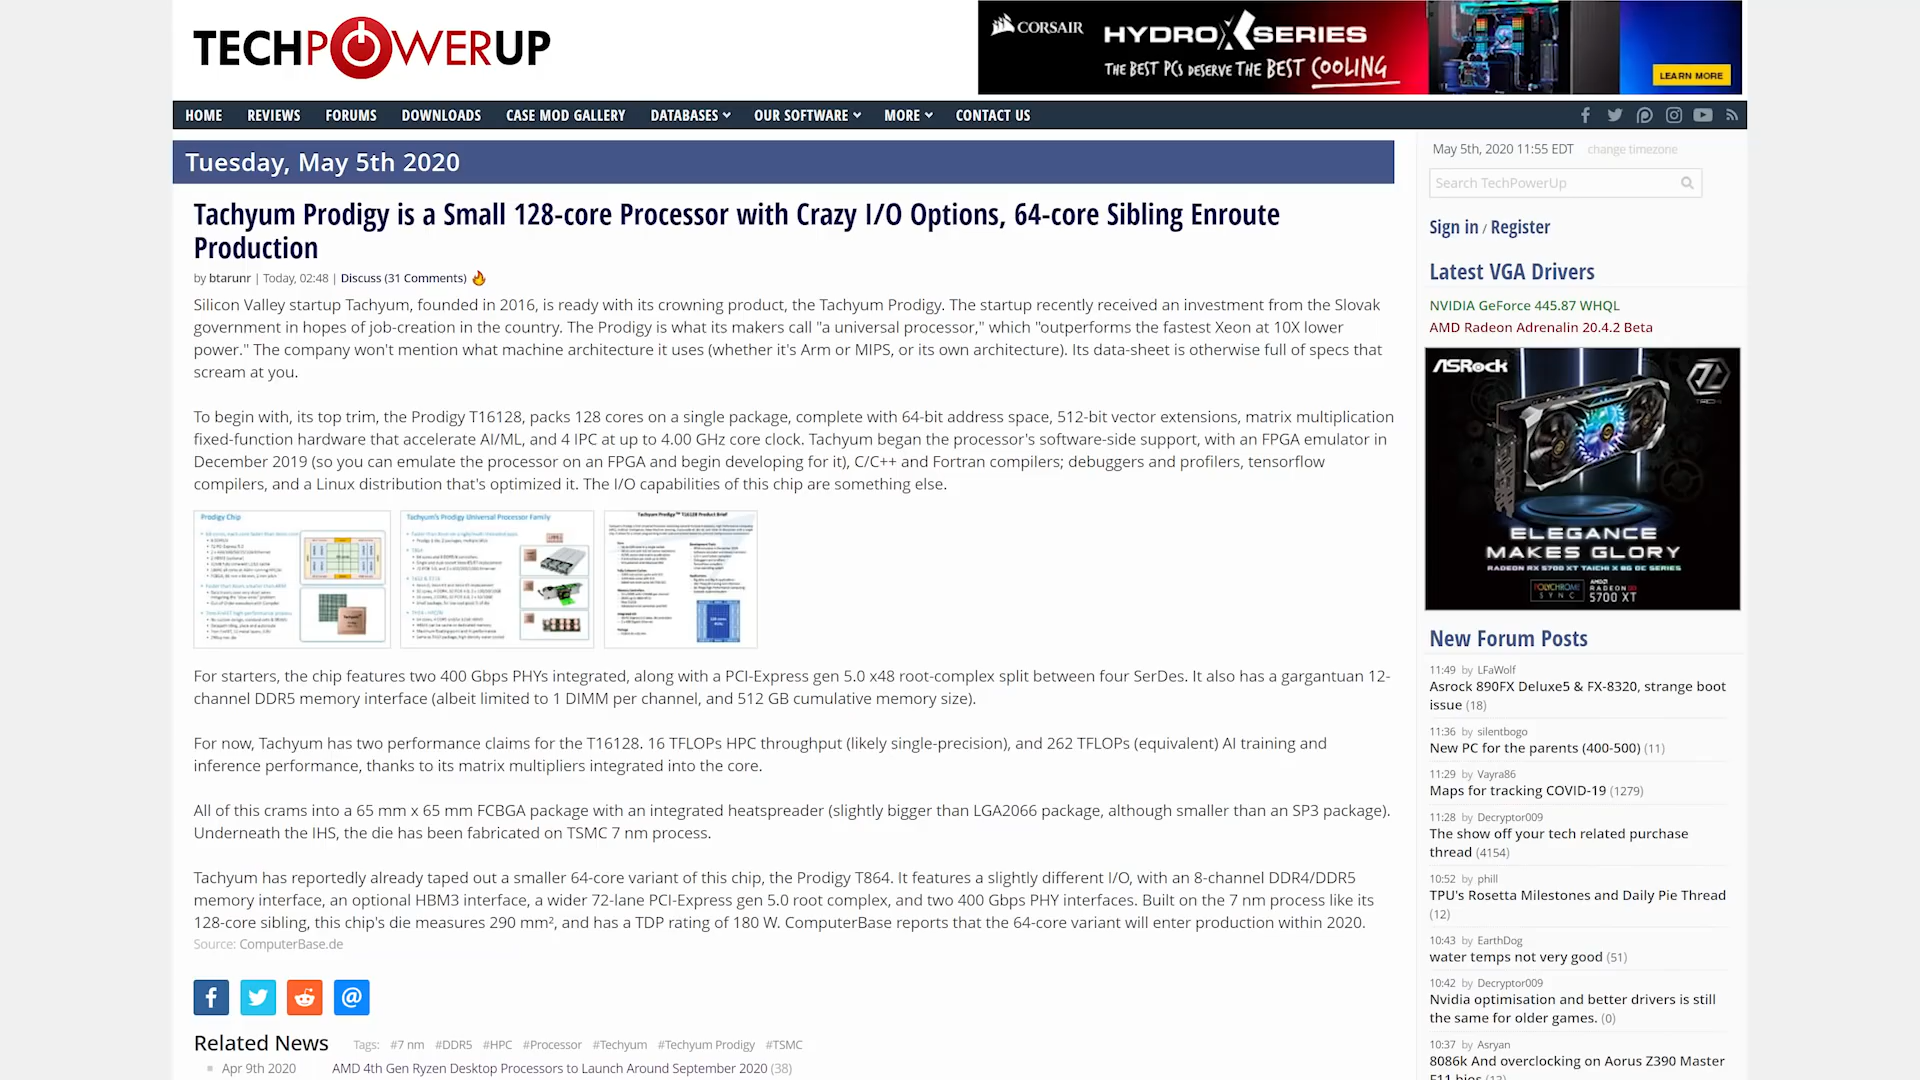 TECHPOWERUP
CORSAIR
HYDRO X SERIES
THE BEST PCs DESERVE THE BEST COOLING
LEARN MORE
HOME REVIEWS FORUMS DOWNLOADS CASE MOD GALLERY DATABASES OUR SOFTWARE MORE CONTACT US
Tuesday, May 5th 2020
Tachyum Prodigy is a Small 128-core Processor with Crazy I/O Options, 64-core Sibling Enroute
Production
by btarunr | Today, 02:48 | Discuss (31 Comments)
Silicon Valley startup Tachyum, founded in 2016, is ready with its crowning product, the Tachyum Prodigy. The startup recently received an investment from the Slovak
government in hopes of job-creation in the country. The Prodigy is what its makers call "a universal processor," which "outperforms the fastest Xeon at 10X lower
power." The company won't mention what machine architecture it uses (whether it's Arm or MIPS, or its own architecture). Its data-sheet is otherwise full of specs that
scream at you.
To begin with, its top trim, the Prodigy T16128, packs 128 cores on a single package, complete with 64-bit address space, 512-bit vector extensions, matrix multiplication
fixed-function hardware that accelerate AI/ML, and 4 IPC at up to 4.00 GHz core clock. Tachyum began the processor's software-side support, with an FPGA emulator in
December 2019 (so you can emulate the processor on an FPGA and begin developing for it), C/C++ and Fortran compilers; debuggers and profilers, tensorflow
compilers, and a Linux distribution that's optimized it. The I/O capabilities of this chip are something else.
Prodigy Chip
Tachyum's Prodigy Universal Processor Family
Tachyum Prodigy™ T16128 Product Brief
For starters, the chip features two 400 Gbps PHYs integrated, along with a PCI-Express gen 5.0 x48 root-complex split between four SerDes. It also has a gargantuan 12-
channel DDR5 memory interface (albeit limited to 1 DIMM per channel, and 512 GB cumulative memory size).
For now, Tachyum has two performance claims for the T16128. 16 TFLOPs HPC throughput (likely single-precision), and 262 TFLOPs (equivalent) AI training and
inference performance, thanks to its matrix multipliers integrated into the core.
All of this crams into a 65 mm x 65 mm FCBGA package with an integrated heatspreader (slightly bigger than LGA2066 package, although smaller than an SP3 package).
Underneath the IHS, the die has been fabricated on TSMC 7 nm process.
Tachyum has reportedly already taped out a smaller 64-core variant of this chip, the Prodigy T864. It features a slightly different I/O, with an 8-channel DDR4/DDR5
memory interface, an optional HBM3 interface, a wider 72-lane PCI-Express gen 5.0 root complex, and two 400 Gbps PHY interfaces. Built on the 7 nm process like its
128-core sibling, this chip's die measures 290 mm², and has a TDP rating of 180 W. ComputerBase reports that the 64-core variant will enter production within 2020.
Source: ComputerBase.de
Related News Tags: #7 nm #DDR5 #HPC #Processor #Techyum #Techyum Prodigy #TSMC
Apr 9th 2020 AMD 4th Gen Ryzen Desktop Processors to Launch Around September 2020 (38)
May 5th, 2020 11:55 EDT change timezone
Search TechPowerUp
Sign in / Register
Latest VGA Drivers
NVIDIA GeForce 445.87 WHQL
AMD Radeon Adrenalin 20.4.2 Beta
ASRock
ELEGANCE
MAKES GLORY
RADEON RX 5700 XT TAICHI X 8G OC SERIES
POLYCHROME
SYNC
AMD
RADEON
5700 XT
New Forum Posts
11:49 by LFaWolf
Asrock 890FX Deluxe5 & FX-8320, strange boot
issue (18)
11:36 by silentbogo
New PC for the parents (400-500) (11)
11:29 by Vayra86
Maps for tracking COVID-19 (1279)
11:28 by Decryptor009
The show off your tech related purchase
thread (4154)
10:52 by phill
TPU's Rosetta Milestones and Daily Pie Thread
(12)
10:43 by EarthDog
water temps not very good (51)
10:42 by Decryptor009
Nvidia optimisation and better drivers is still
the same for older games. (0)
10:37 by Asryan
8086k And overclocking on Aorus Z390 Master
F11 bios (13)